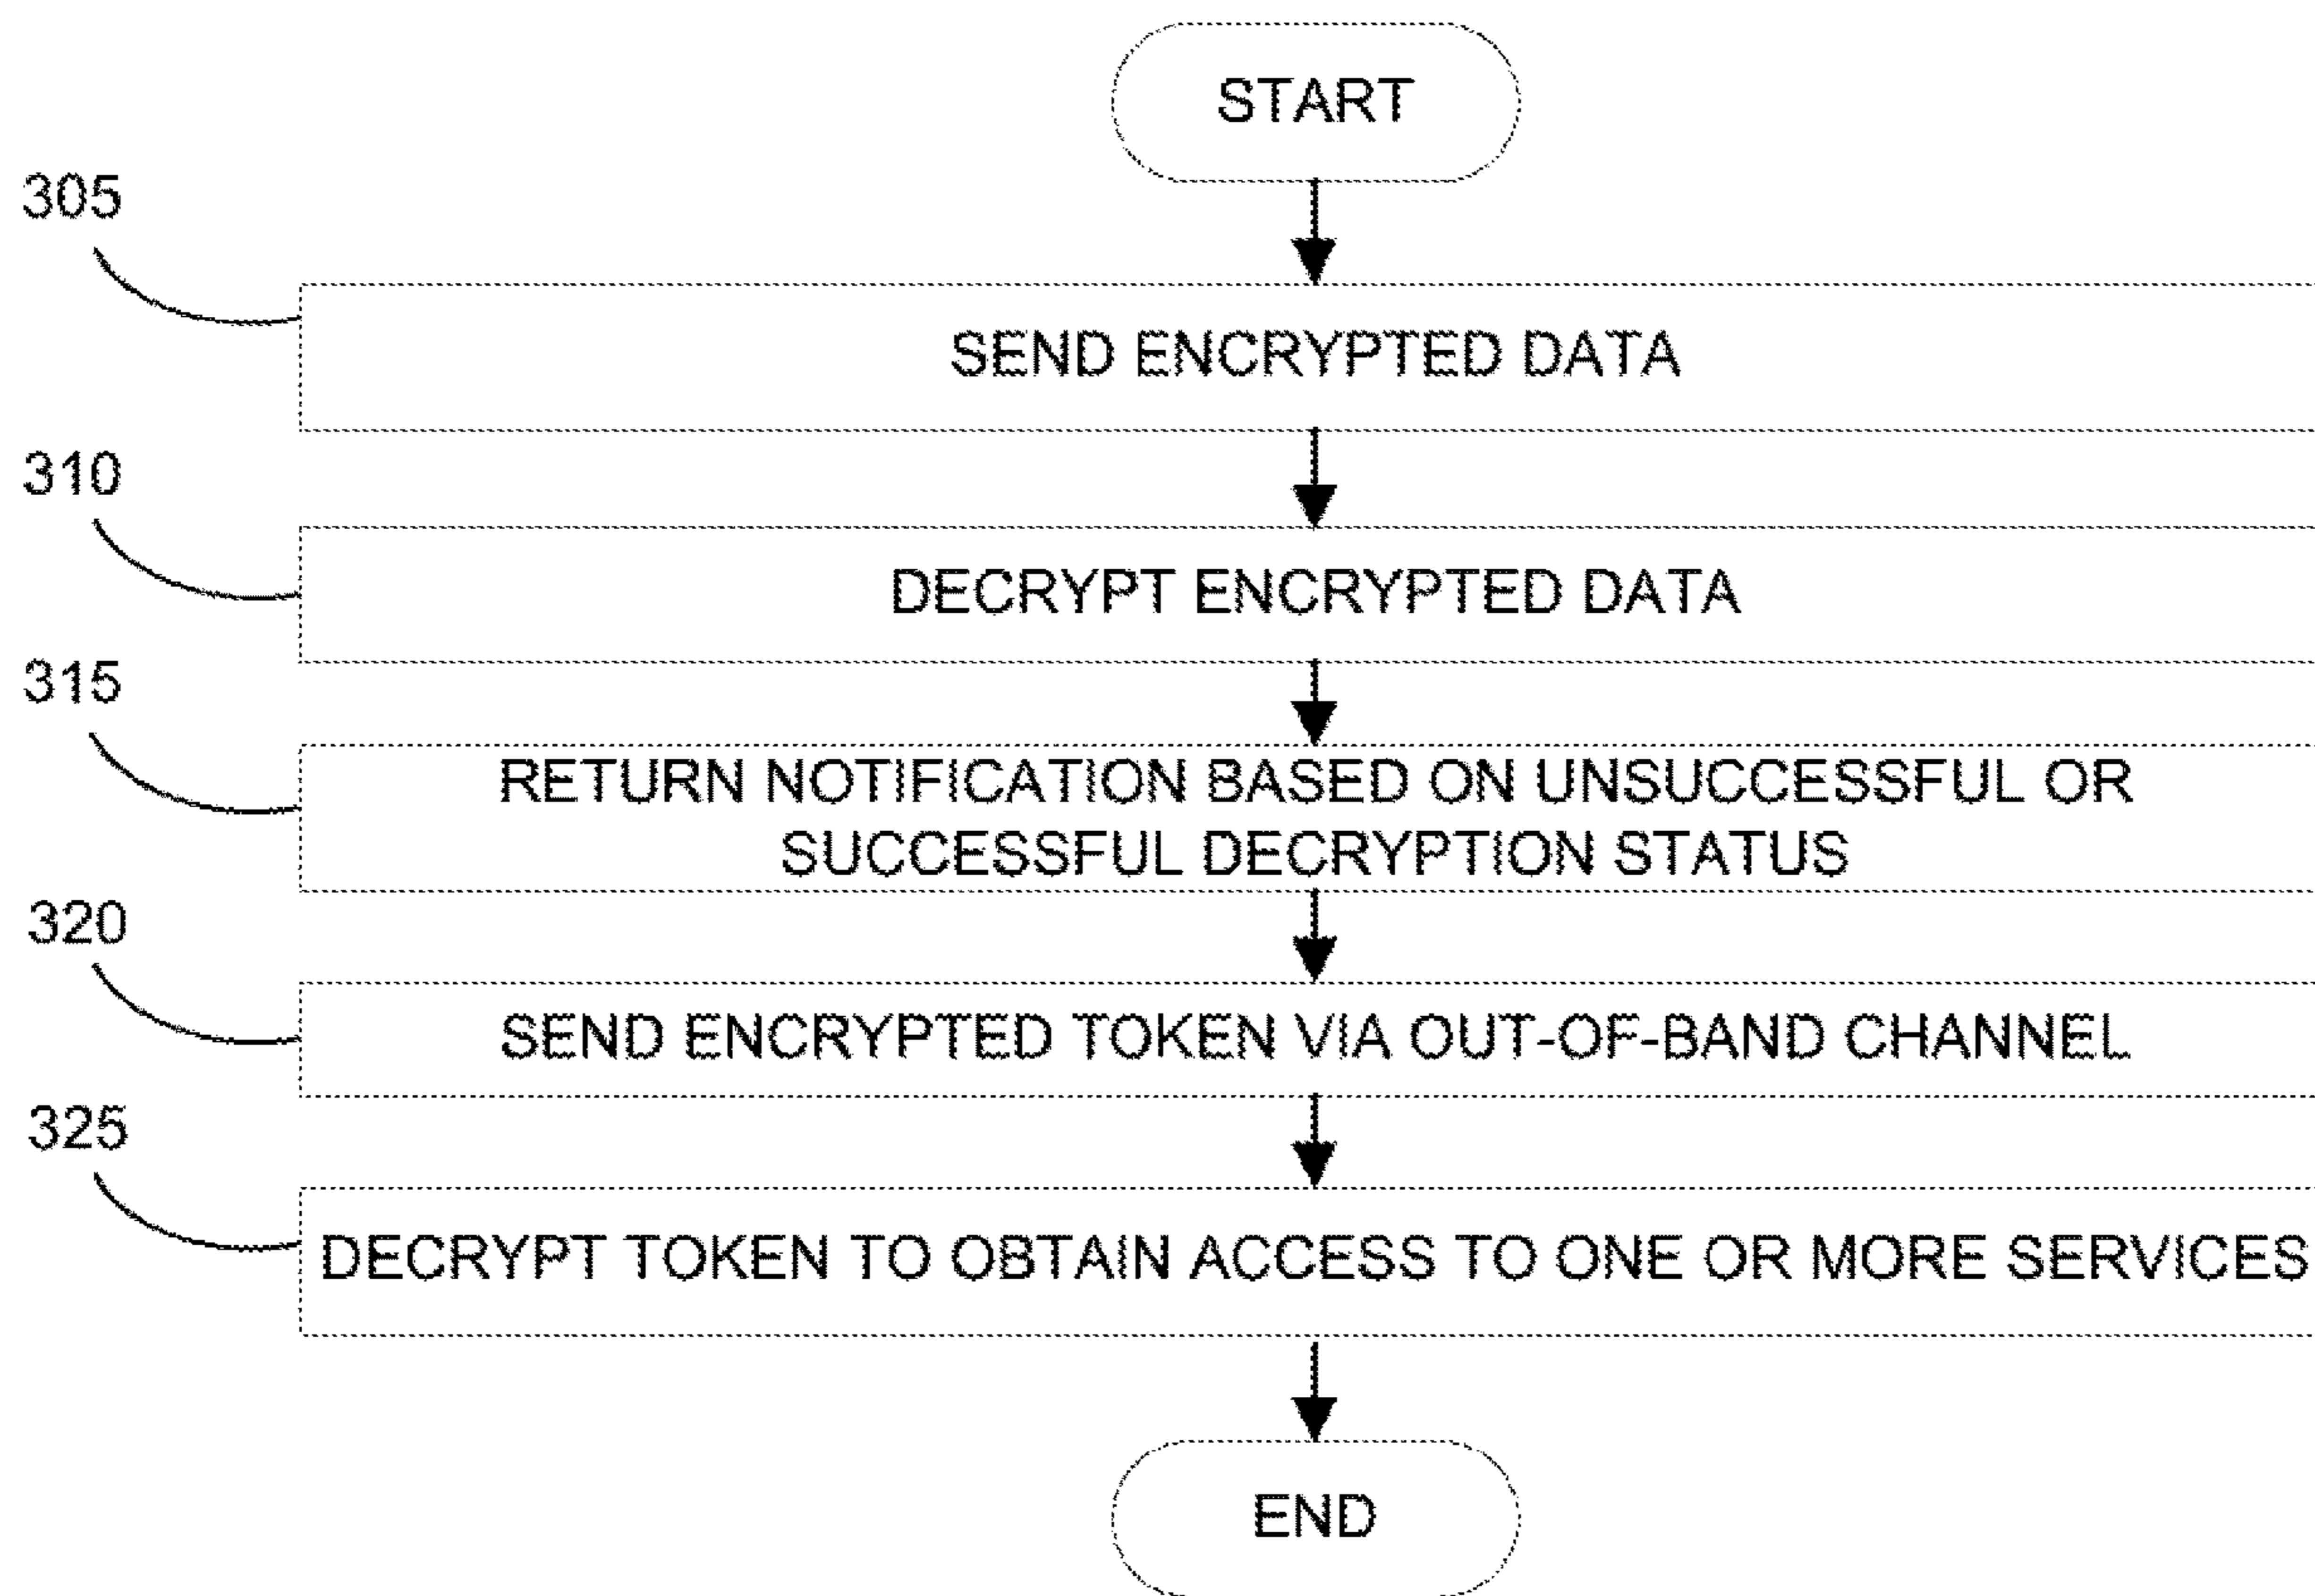 START
305
SEND ENCRYPTED DATA
310
DECRYPT ENCRYPTED DATA
315
RETURN NOTIFICATION BASED ON UNSUCCESSFUL OR
SUCCESSFUL DECRYPTION STATUS
320
SEND ENCRYPTED TOKEN VIA OUT-OF-BAND CHANNEL
325
DECRYPT TOKEN TO OBTAIN ACCESS TO ONE OR MORE SERVICES
END